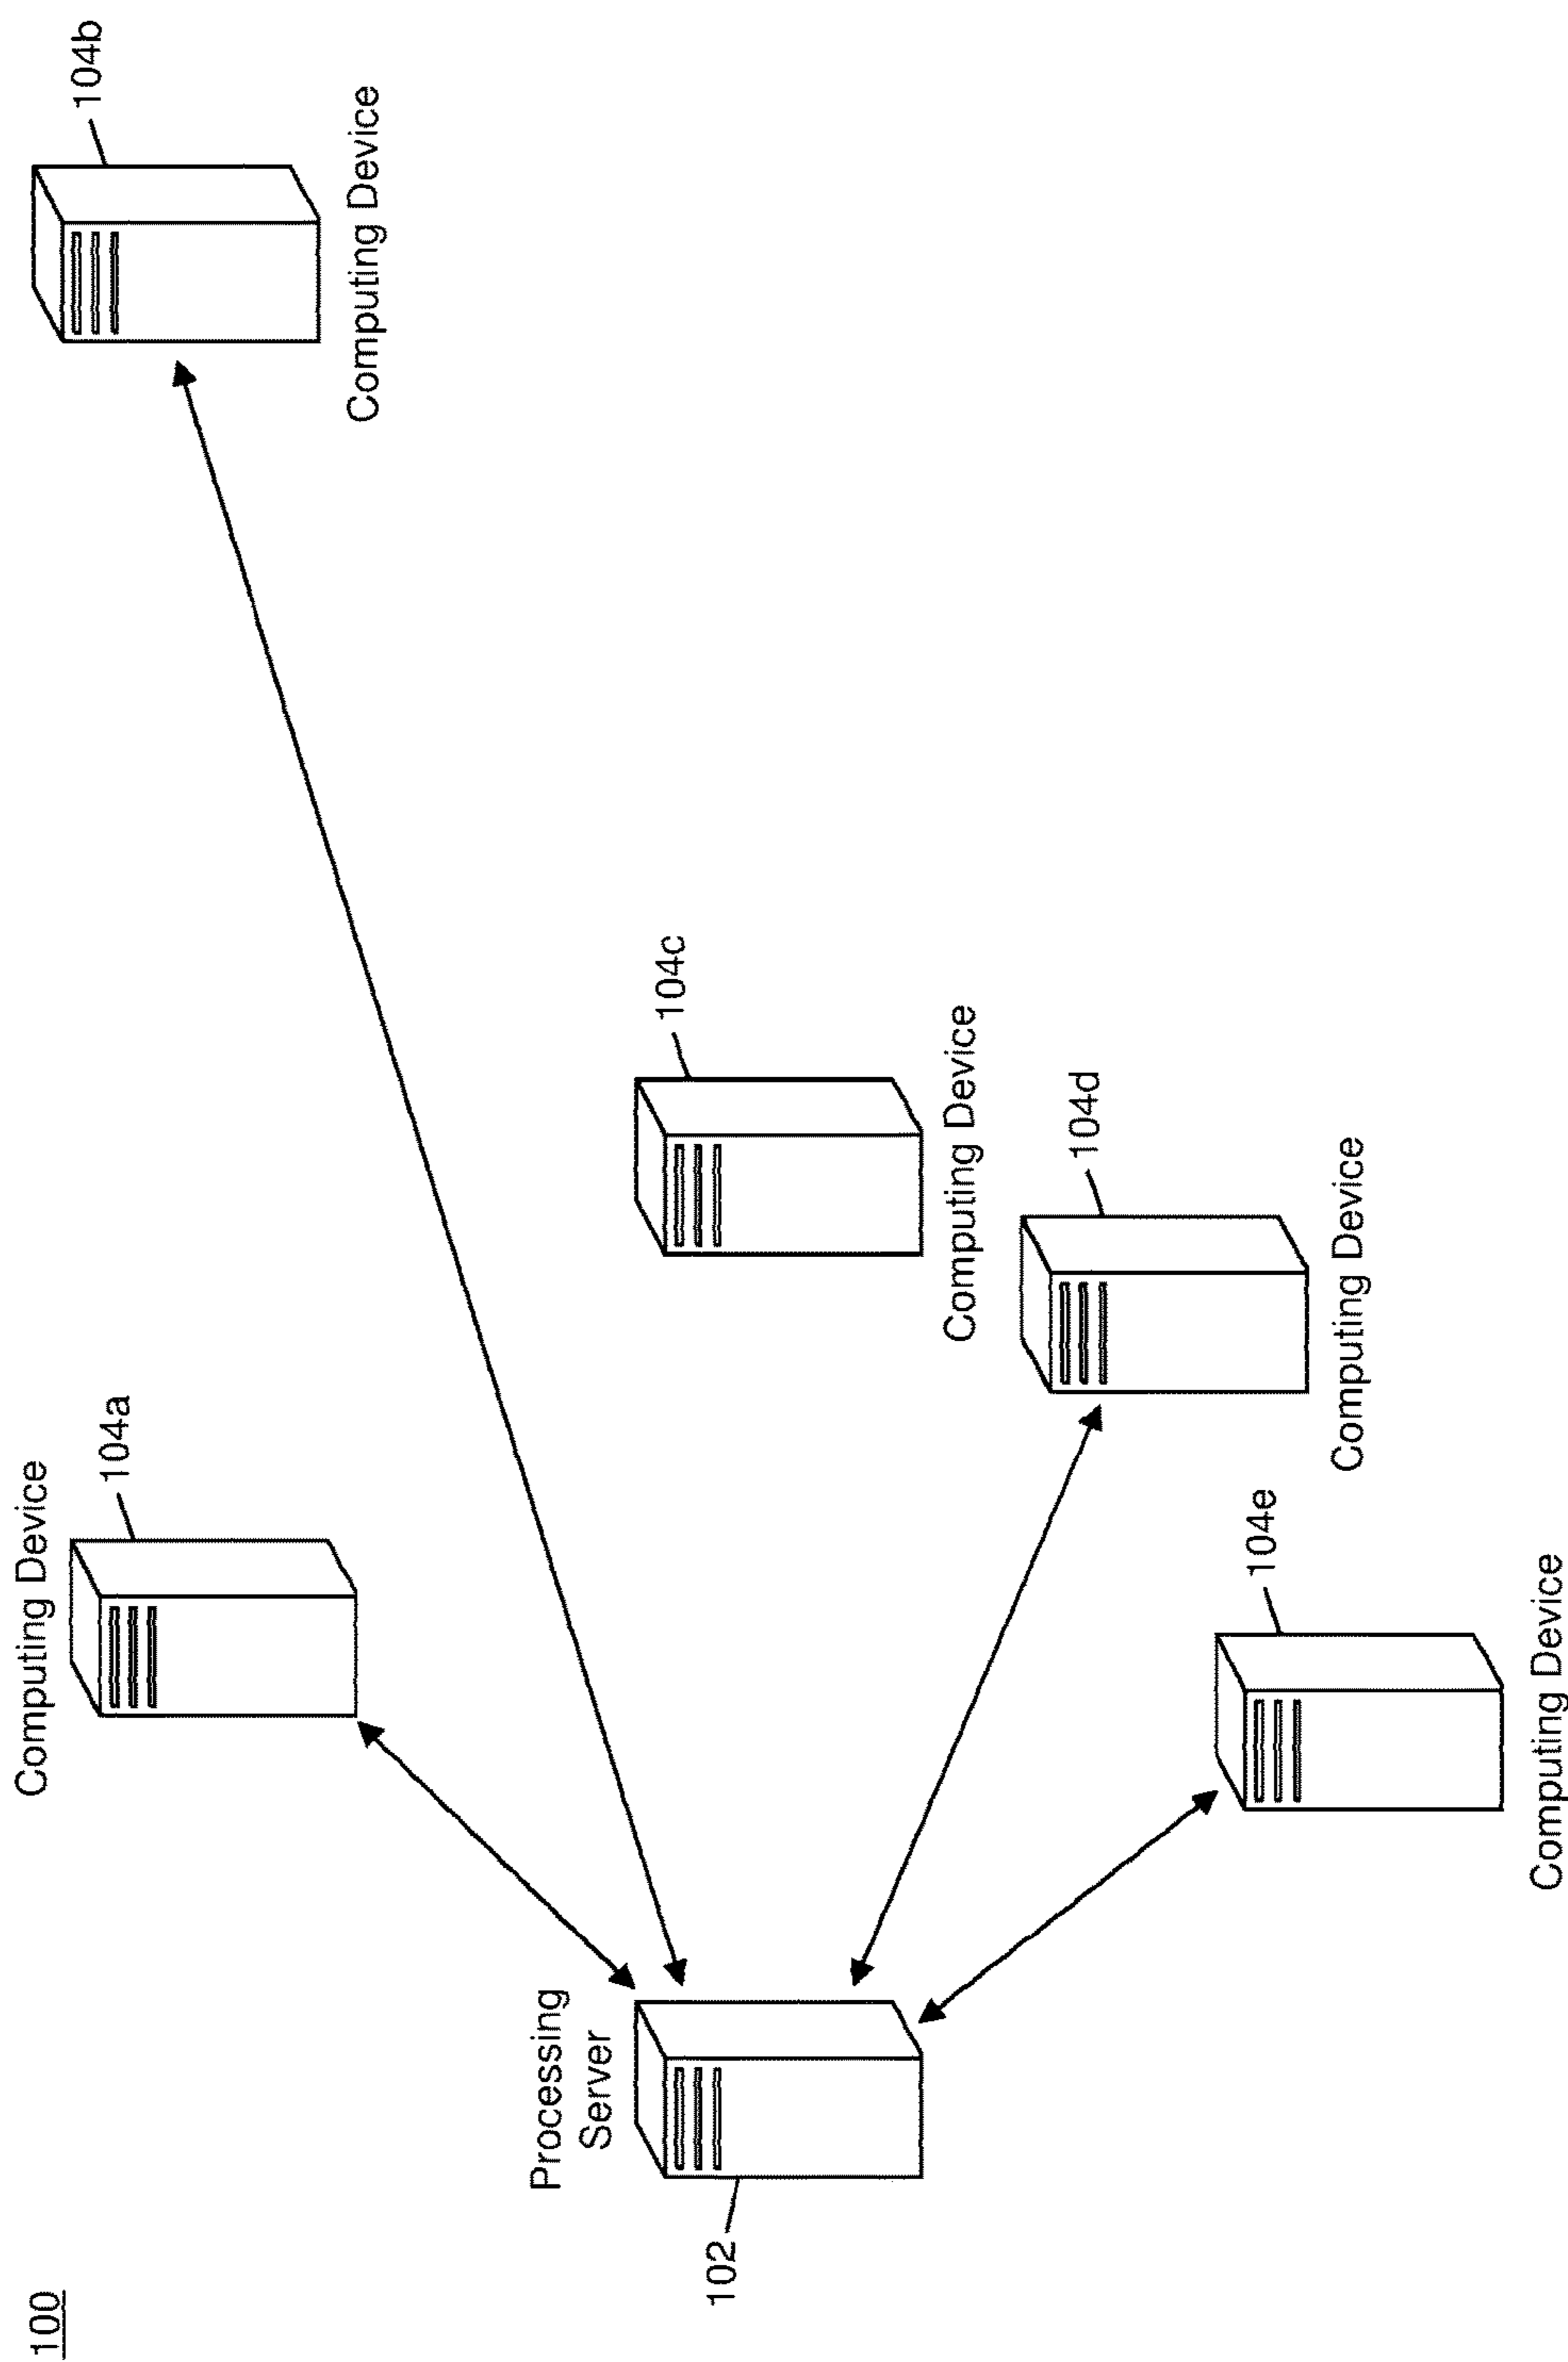 100
Computing Device
104a
104b
Computing Device
Processing
Server
102
104c
Computing Device
104d
Computing Device
104e
Computing Device